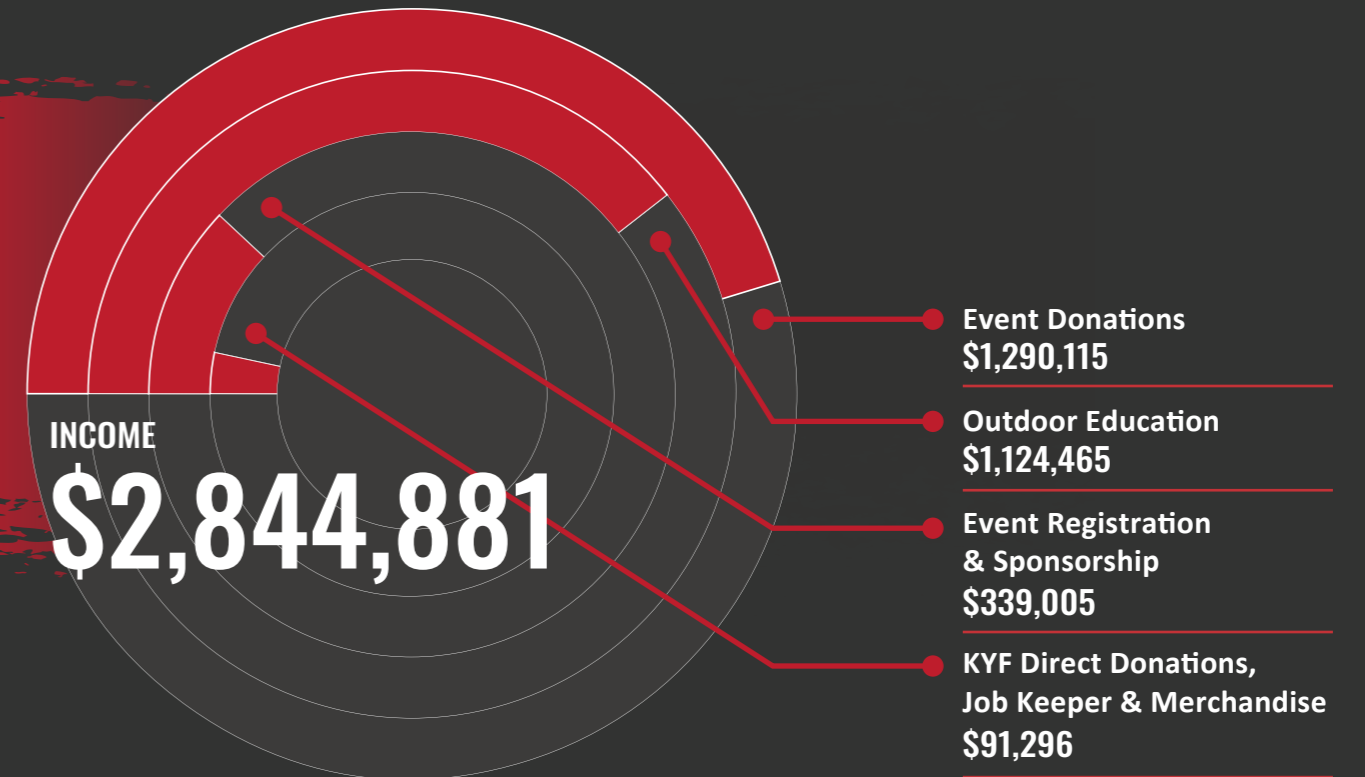 INCOME
$2,844,881
Event Donations
$1,290,115
Outdoor Education
$1,124,465
Event Registration
& Sponsorship
$339,005
KYF Direct Donations,
Job Keeper & Merchandise
$91,296